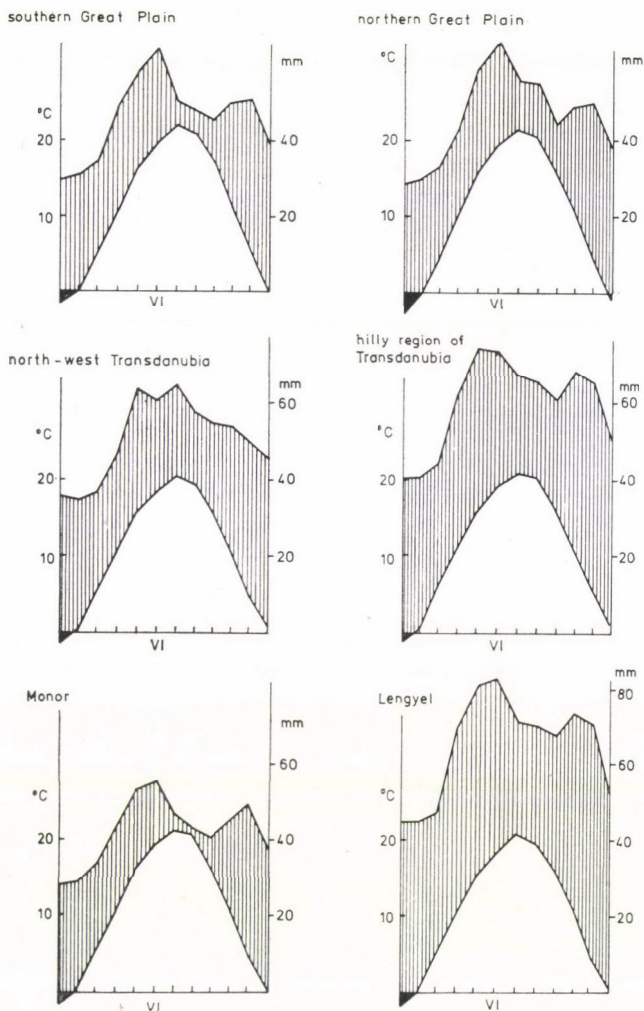 southern Great Plain
°C
20
10
mm
40
20
VI
northern Great Plain
°C
20
10
mm
40
20
VI
north-west Transdanubia
°C
20
10
mm
60
40
20
VI
hilly region of
Transdanubia
°C
20
10
mm
60
40
20
VI
Monor
°C
20
10
mm
60
40
20
VI
Lengyel
°C
20
10
mm
80
60
40
20
VI